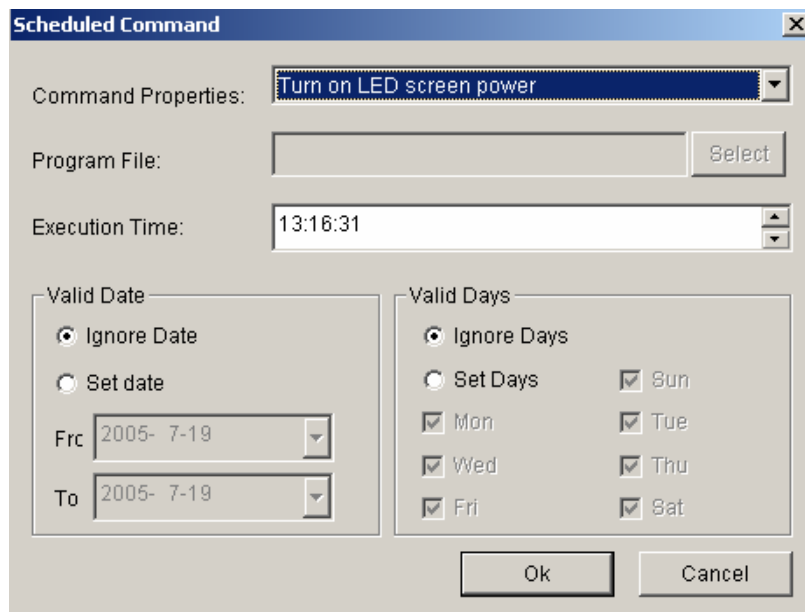 Scheduled Command
Command Properties: Turn on LED screen power
Program File: Select
Execution Time: 13:16:31
Valid Date
Ignore Date
Set date
Frc 2005- 7-19
To 2005- 7-19
Valid Days
Ignore Days
Set Days Sun
Mon Tue
Wed Thu
Fri Sat
Ok Cancel